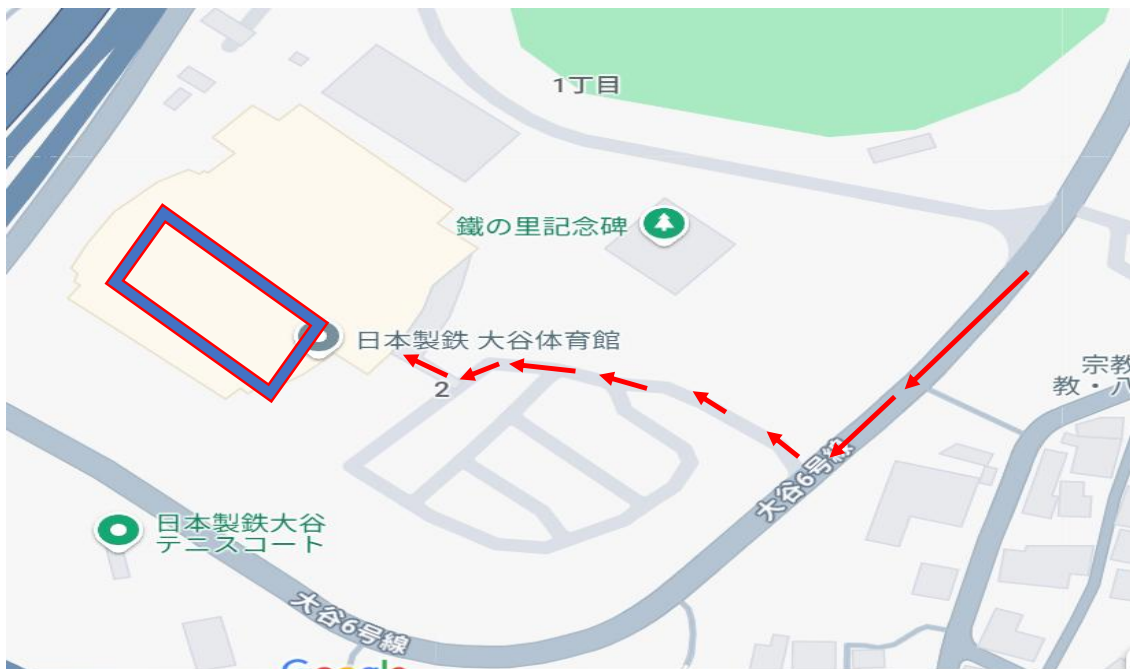 1丁目
鐵の里記念碑
日本製鉄 大谷体育館
2
宗教
教・八
大谷6号線
日本製鉄大谷
テニスコート
大谷6号線